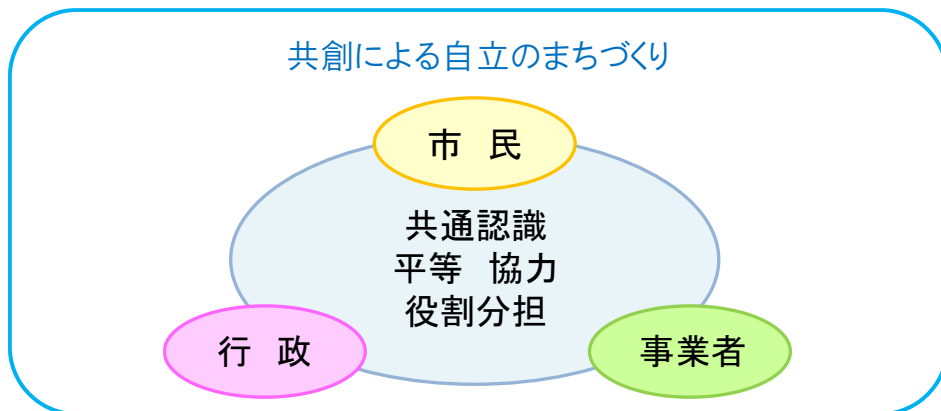 共創による自立のまちづくり
市　民
共通認識
平等　協力
役割分担
行　政
事業者